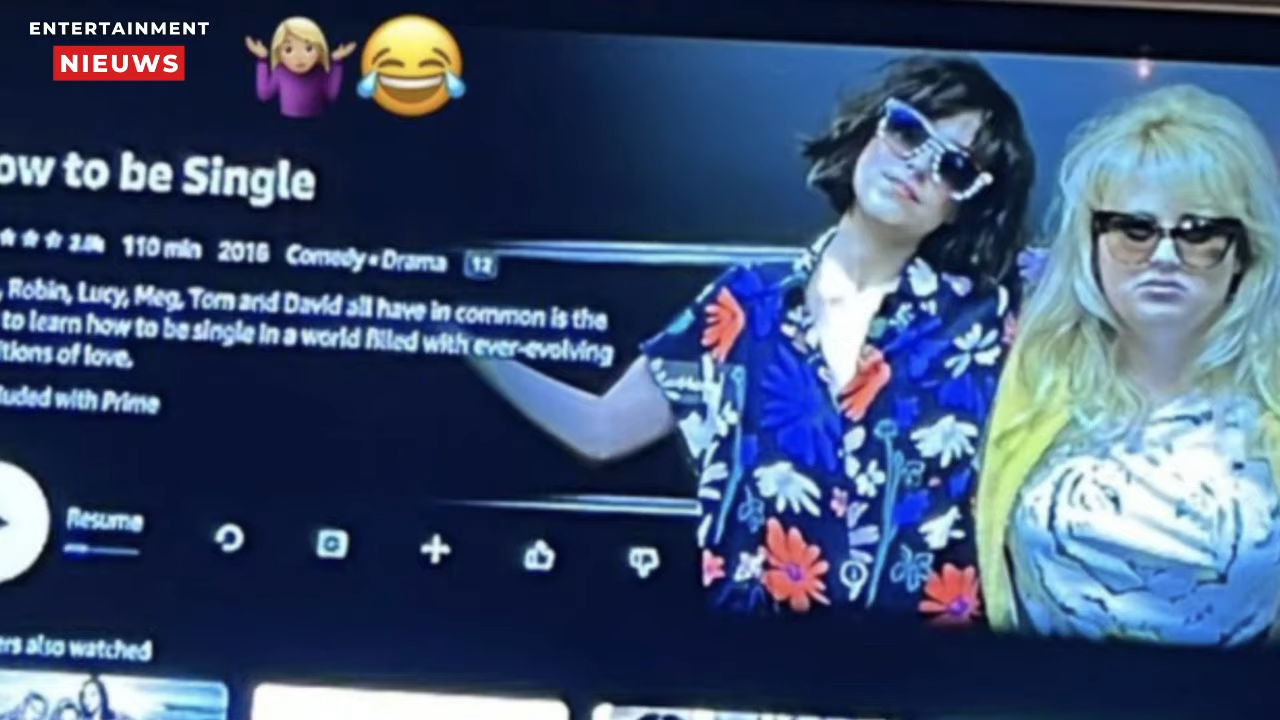 ENTERTAINMENT
NIEUWS
ow to be Single
110 min 2016 Comedy • Drama 12
, Robin, Lucy, Meg, Tom and David all have in common is the
to learn how to be single in a world filled with ever-evolving
itions of love.
luded with Prime
Resume
ers also watched